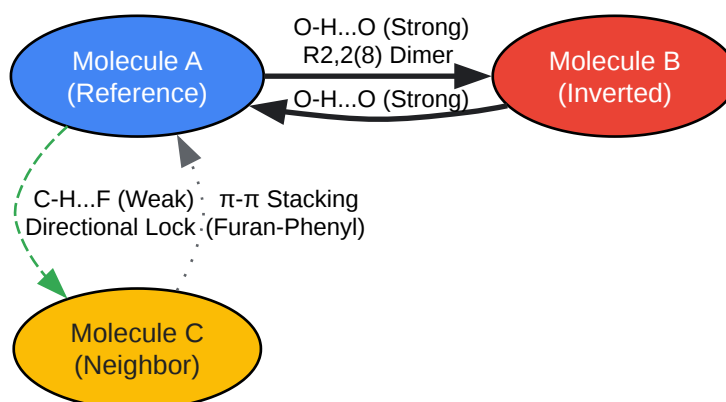 O-H...O (Strong)
R2,2(8) Dimer
Molecule A
(Reference)
Molecule B
(Inverted)
O-H...O (Strong)
C-H...F (Weak)
Directional Lock
π-π Stacking
(Furan-Phenyl)
Molecule C
(Neighbor)